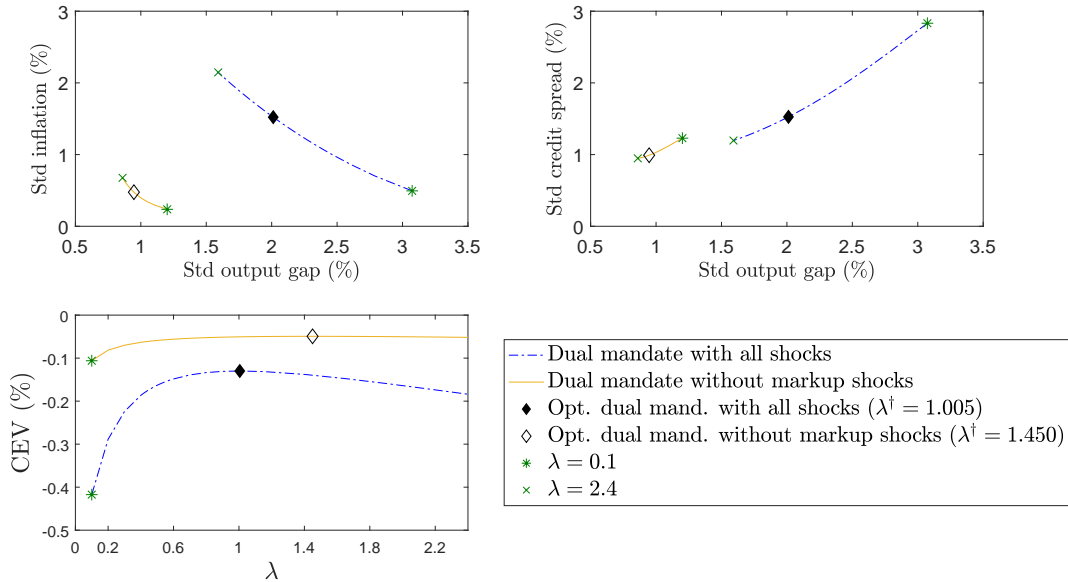 3
2
1
0
0.5 1 1.5 2 2.5 3 3.5
Std output gap (%)
Std inflation (%)
3
2
1
0
0.5 1 1.5 2 2.5 3 3.5
Std output gap (%)
Std credit spread (%)
0
-0.1
-0.2
-0.3
-0.4
-0.5
0 0.2 0.6 1 1.4 1.8 2.2
λ
CEV (%)
Dual mandate with all shocks
Dual mandate without markup shocks
Opt. dual mand. with all shocks (λ† = 1.005)
Opt. dual mand. without markup shocks (λ† = 1.450)
λ = 0.1
λ = 2.4